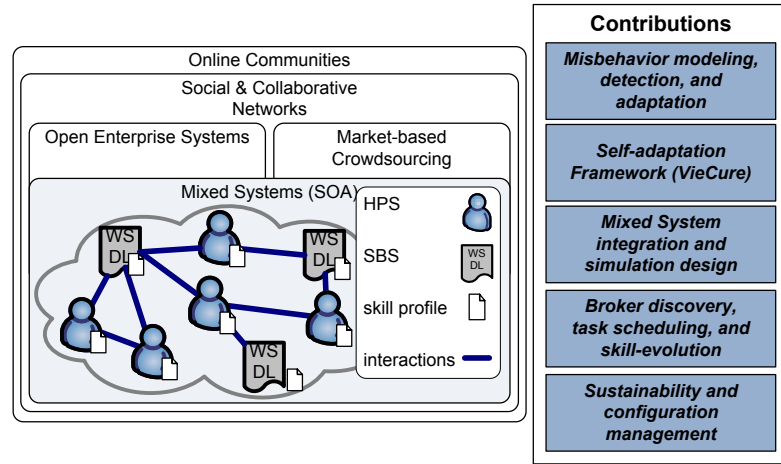 Online Communities
Social & Collaborative
Networks
Open Enterprise Systems
Market-based
Crowdsourcing
Mixed Systems (SOA)
WS
DL
WS
DL
WS
DL
HPS
SBS
WS
DL
skill profile
interactions
Contributions
Misbehavior modeling,
detection, and
adaptation
Self-adaptation
Framework (VieCure)
Mixed System
integration and
simulation design
Broker discovery,
task scheduling, and
skill-evolution
Sustainability and
configuration
management